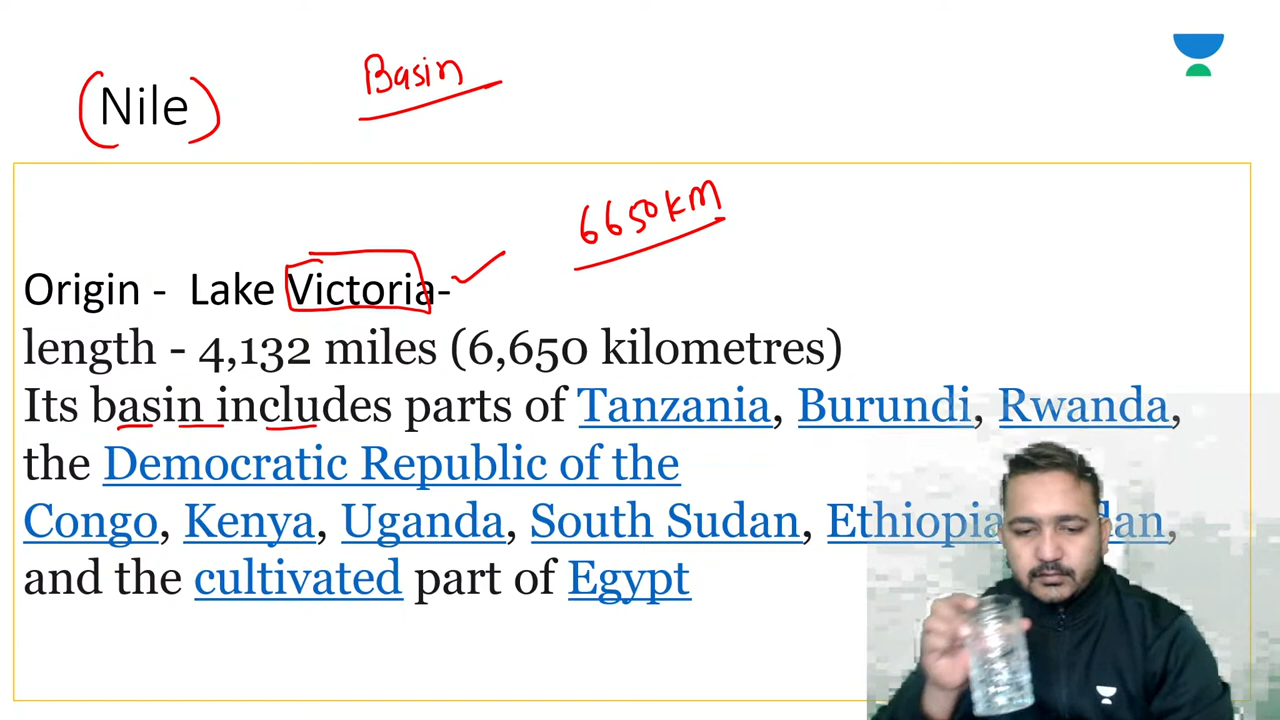 (Nile)
Basin
6650KM
Origin - Lake Victoria-
length - 4,132 miles (6,650 kilometres)
Its basin includes parts of Tanzania, Burundi, Rwanda,
the Democratic Republic of the
Congo, Kenya, Uganda, South Sudan, Ethiopia, dan,
and the cultivated part of Egypt